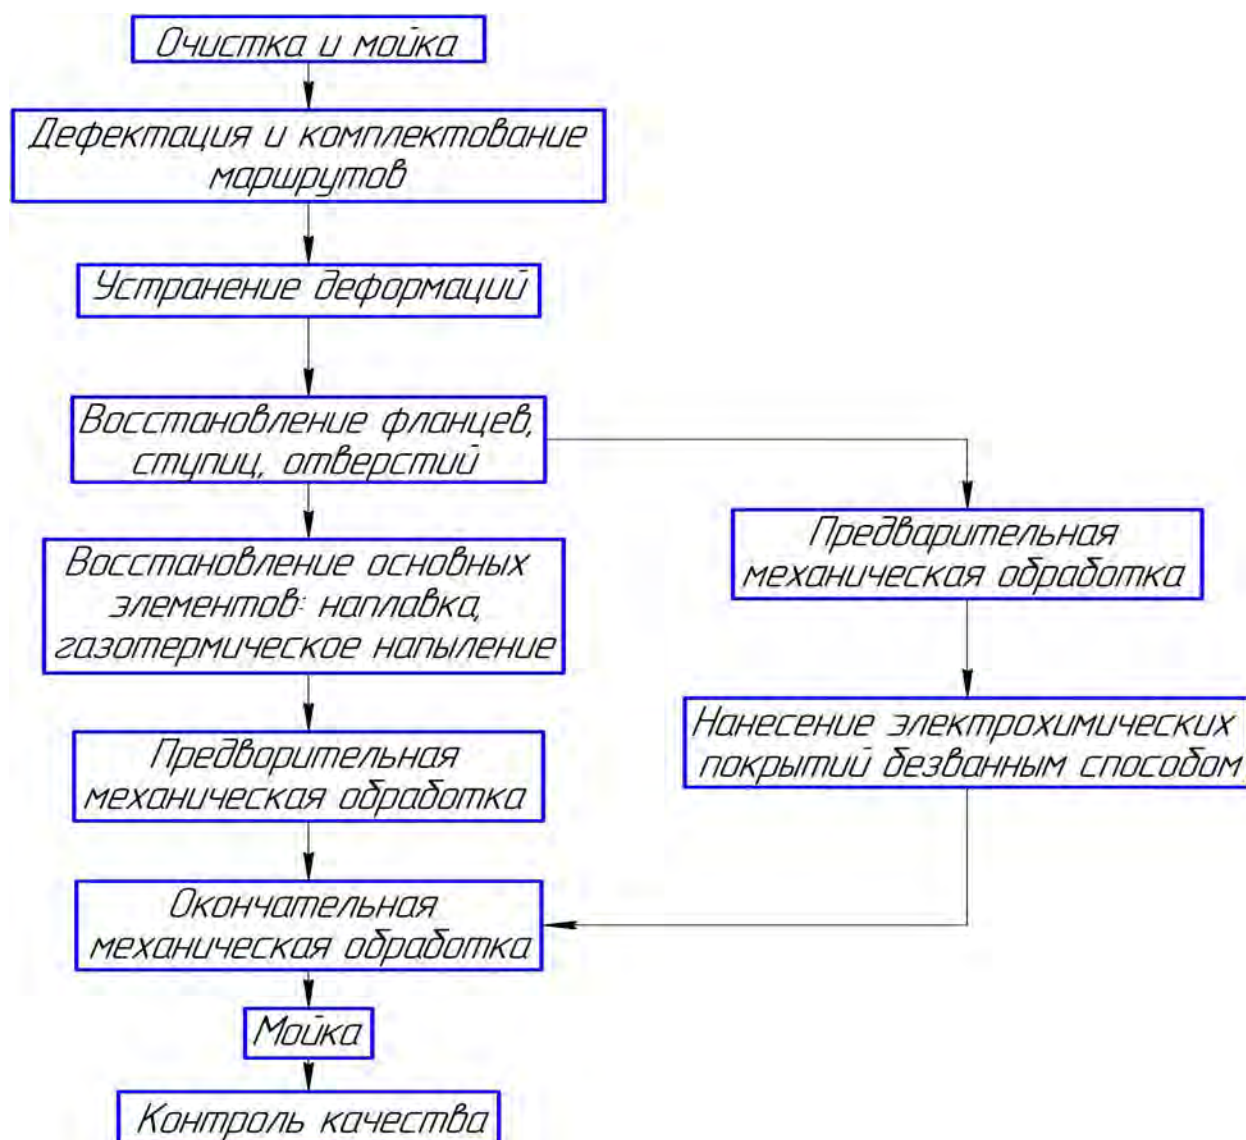 Очистка и мойка
Дефектация и комплектование
маршрутов
Устранение деформаций
Восстановление фланцев,
ступиц, отверстий
Восстановление основных
элементов: наплавка,
газотермическое напыление
Предварительная
механическая обработка
Предварительная
механическая обработка
Нанесение электрохимических
покрытий безванным способом
Окончательная
механическая обработка
Мойка
Контроль качества